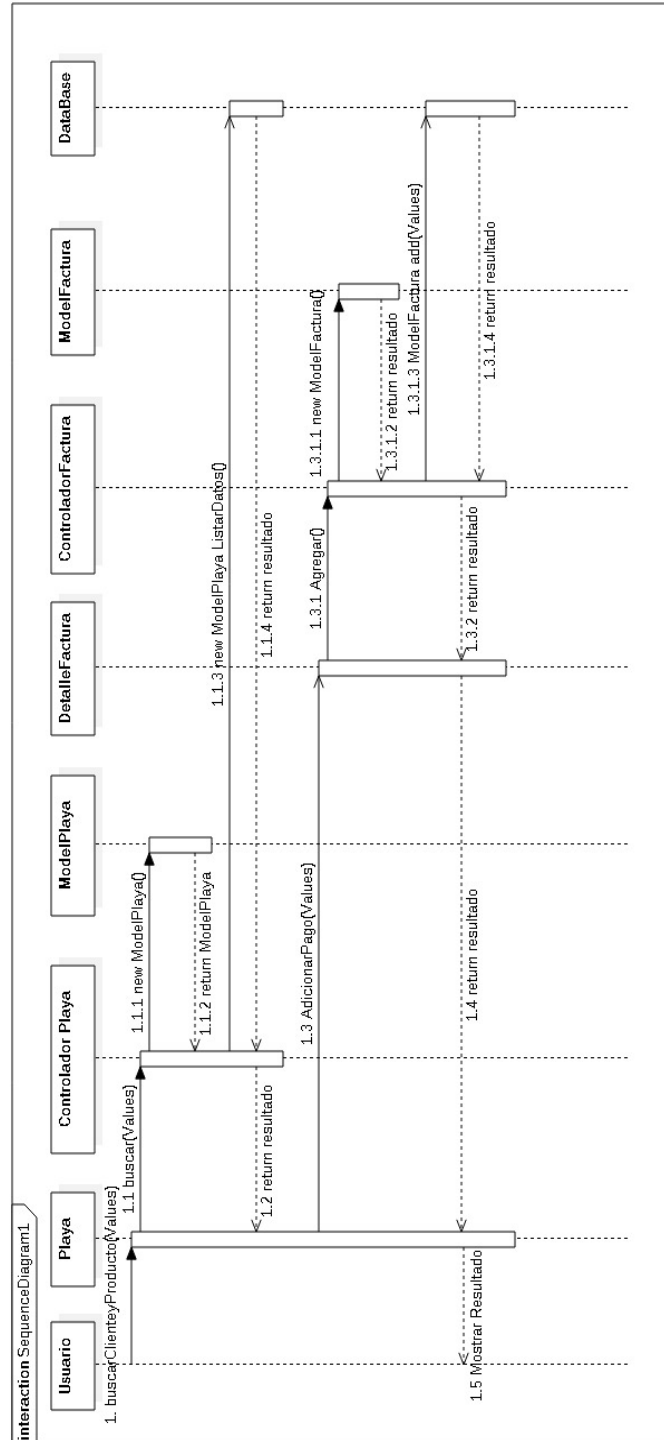 interaction SequenceDiagram1
Usuario
Playa
Controlador Playa
ModelPlaya
DetalleFactura
ControladorFactura
ModelFactura
DataBase
1. buscarClienteyProducto(Values)
1.1 buscar(Values)
1.1.1 new ModelPlaya()
1.1.2 return ModelPlaya
1.1.3 new ModelPlaya ListarDatos()
1.1.4 return resultado
1.2 return resultado
1.3 AdicionarPago(Values)
1.3.1 Agregar()
1.3.1.1 new ModelFactura()
1.3.1.2 return resultado
1.3.1.3 ModelFactura add(Values)
1.3.1.4 return resultado
1.3.2 return resultado
1.4 return resultado
1.5 Mostrar Resultado